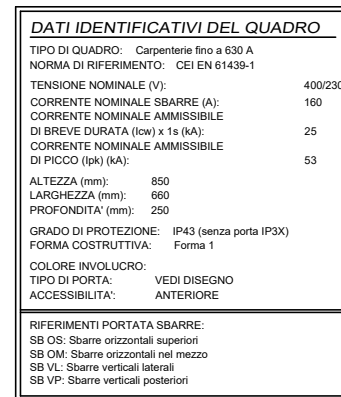 DATI IDENTIFICATIVI DEL QUADRO
TIPO DI QUADRO: Carpenterie fino a 630 A
NORMA DI RIFERIMENTO: CEI EN 61439-1
TENSIONE NOMINALE (V): 400/230
CORRENTE NOMINALE SBARRE (A): 160
CORRENTE NOMINALE AMMISSIBILE
DI BREVE DURATA (Icw) x 1s (kA): 25
CORRENTE NOMINALE AMMISSIBILE
DI PICCO (Ipk) (kA): 53
ALTEZZA (mm): 850
LARGHEZZA (mm): 660
PROFONDITA' (mm): 250
GRADO DI PROTEZIONE: IP43 (senza porta IP3X)
FORMA COSTRUTTIVA: Forma 1
COLORE INVOLUCRO:
TIPO DI PORTA: VEDI DISEGNO
ACCESSIBILITA': ANTERIORE
RIFERIMENTI PORTATA SBARRE:
SB OS: Sbarre orizzontali superiori
SB OM: Sbarre orizzontali nel mezzo
SB VL: Sbarre verticali laterali
SB VP: Sbarre verticali posteriori